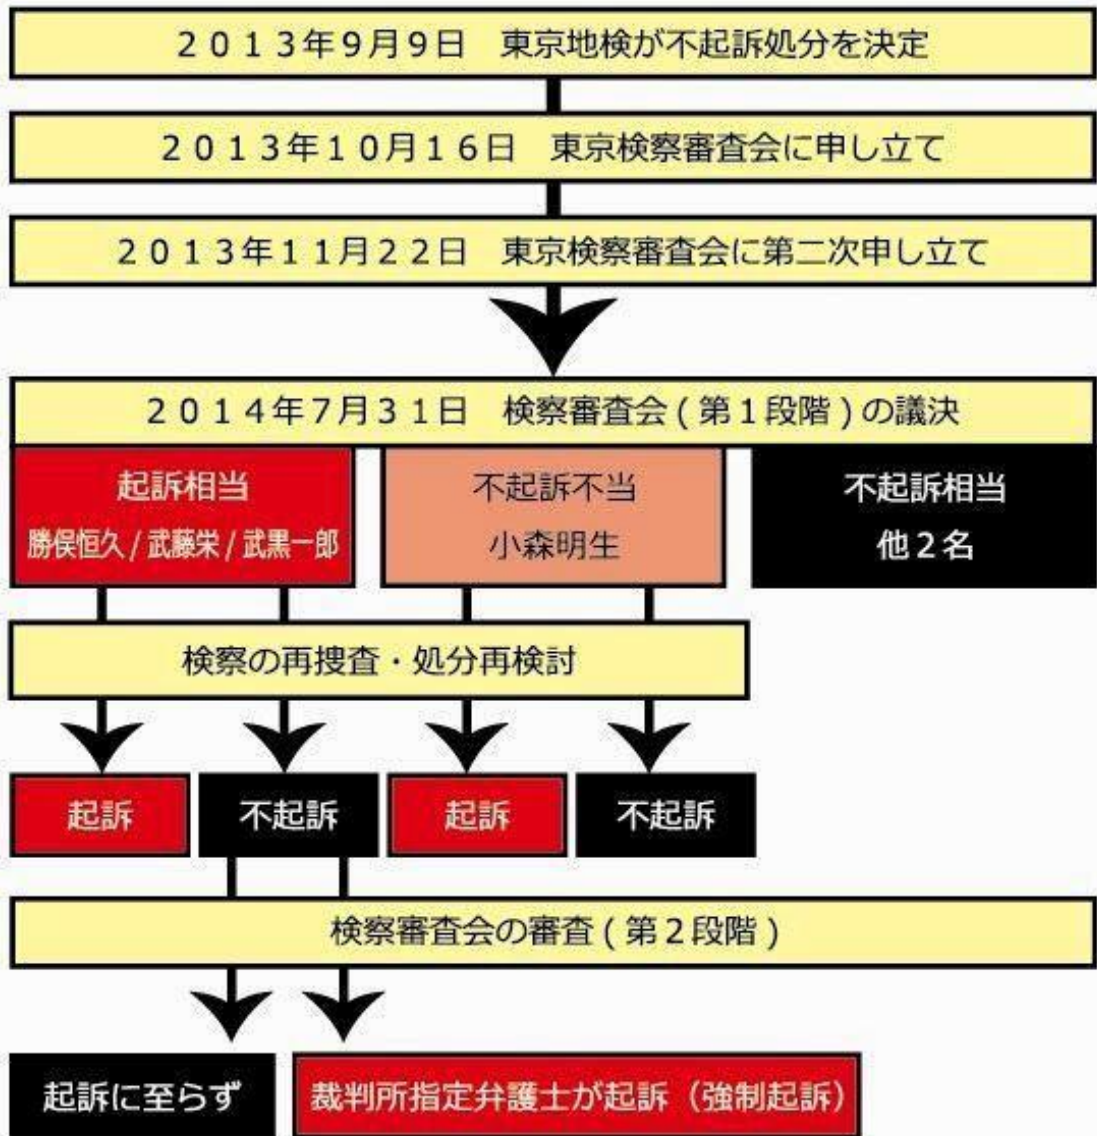 2013年9月9日 東京地検が不起訴処分を決定
2013年10月16日 東京検察審査会に申し立て
2013年11月22日 東京検察審査会に第二次申し立て
2014年7月31日 検察審査会(第1段階)の議決
起訴相当
勝俣恒久/武藤栄/武黒一郎
不起訴不当
小森明生
不起訴相当
他2名
検察の再捜査・処分再検討
起訴
不起訴
起訴
不起訴
検察審査会の審査(第2段階)
起訴に至らず
裁判所指定弁護士が起訴(強制起訴)